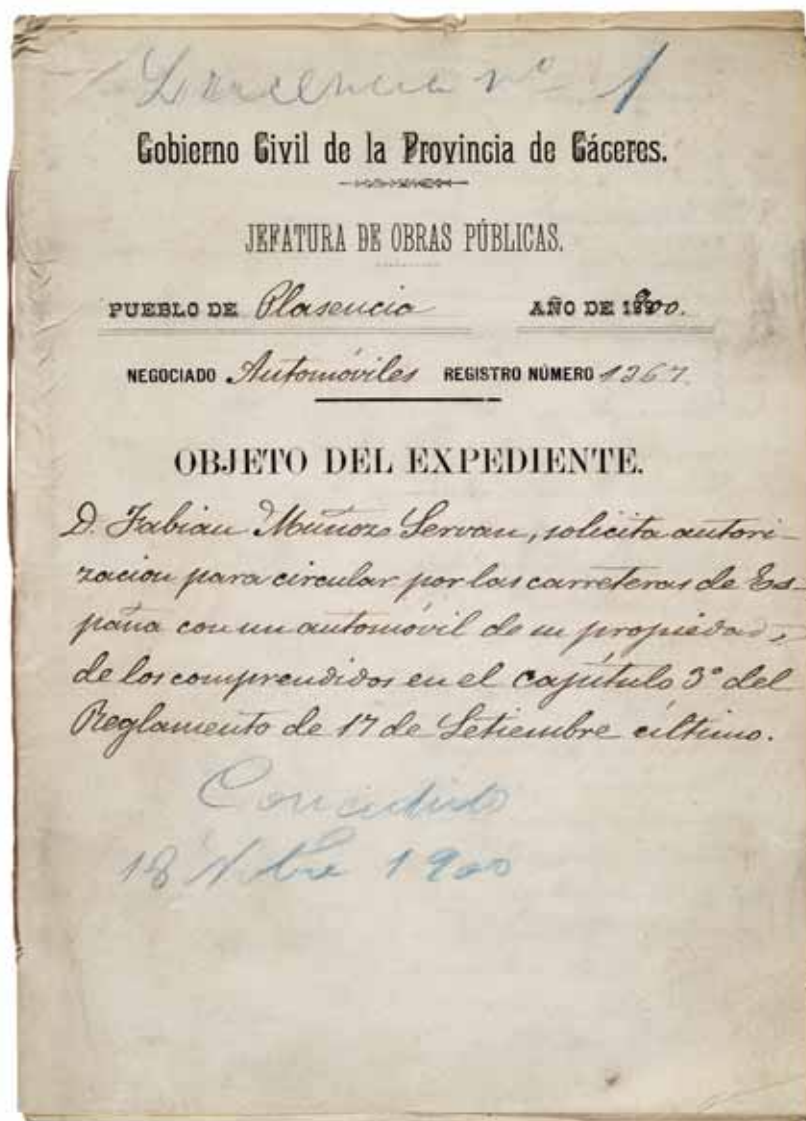 Licencia nº 1
Gobierno Civil de la Provincia de Cáceres.
JEFATURA DE OBRAS PÚBLICAS.
PUEBLO DE Plasencia AÑO DE 1900.
NEGOCIADO Automóviles REGISTRO NÚMERO 1267
OBJETO DEL EXPEDIENTE.
D. Fabian Muñoz Servan, solicita autori-
zacion para circular por las carreteras de Es-
paña con un automóvil de su propiedad,
de los comprendidos en el capítulo 3º del
Reglamento de 17 de Setiembre último.
Concedido
18 Nbre 1900